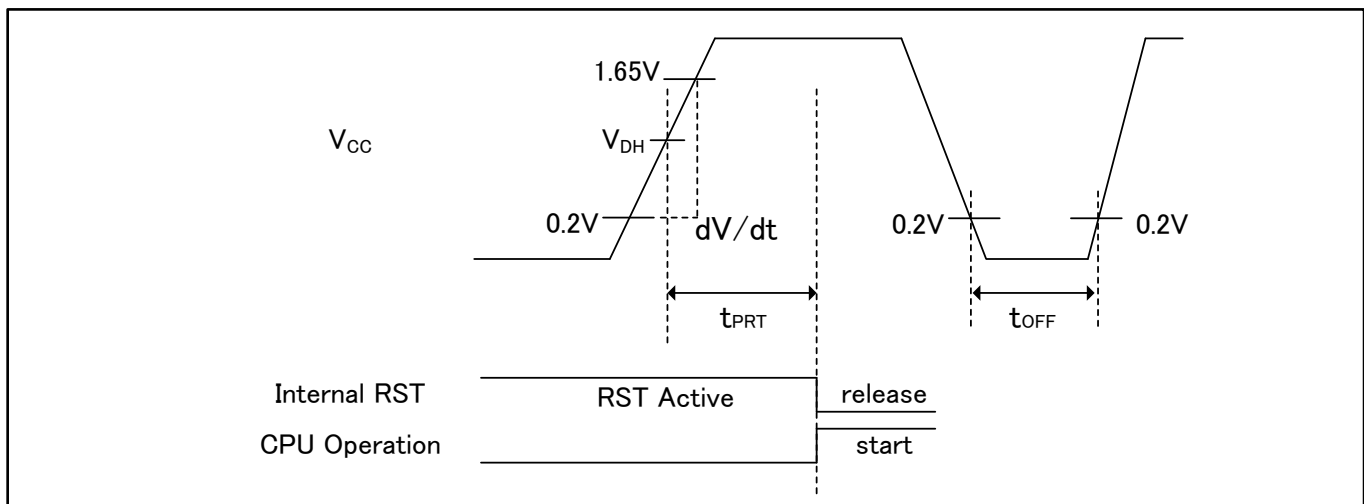 1.65V
VCC
VDH
0.2V
dV/dt
0.2V
0.2V
tPRT
tOFF
Internal RST
RST Active
release
CPU Operation
start